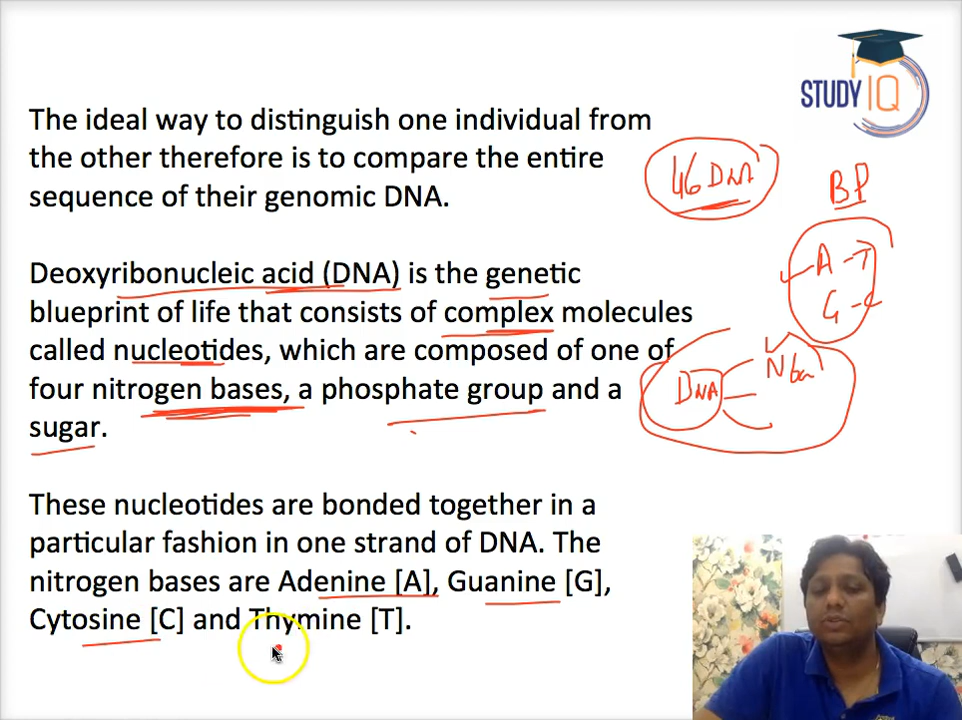 STUDY IQ
The ideal way to distinguish one individual from
the other therefore is to compare the entire
sequence of their genomic DNA.
46 DNA
BP
A - T
G - C
Deoxyribonucleic acid (DNA) is the genetic
blueprint of life that consists of complex molecules
called nucleotides, which are composed of one of
four nitrogen bases, a phosphate group and a
sugar.
DNA
These nucleotides are bonded together in a
particular fashion in one strand of DNA. The
nitrogen bases are Adenine [A], Guanine [G],
Cytosine [C] and Thymine [T].